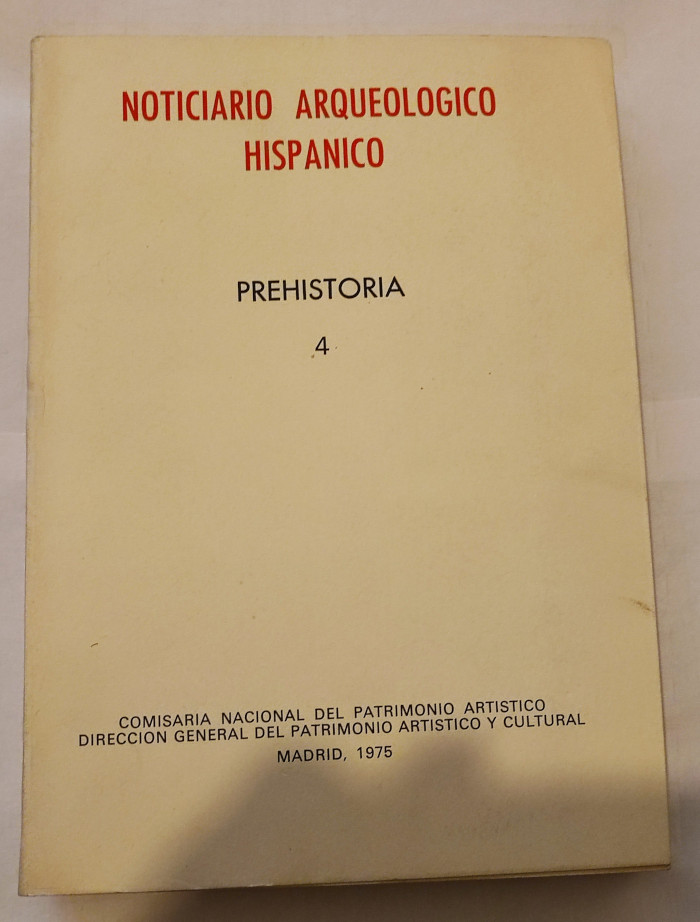 NOTICIARIO ARQUEOLOGICO
HISPANICO
PREHISTORIA
4
COMISARIA NACIONAL DEL PATRIMONIO ARTISTICO
DIRECCION GENERAL DEL PATRIMONIO ARTISTICO Y CULTURAL
MADRID, 1975